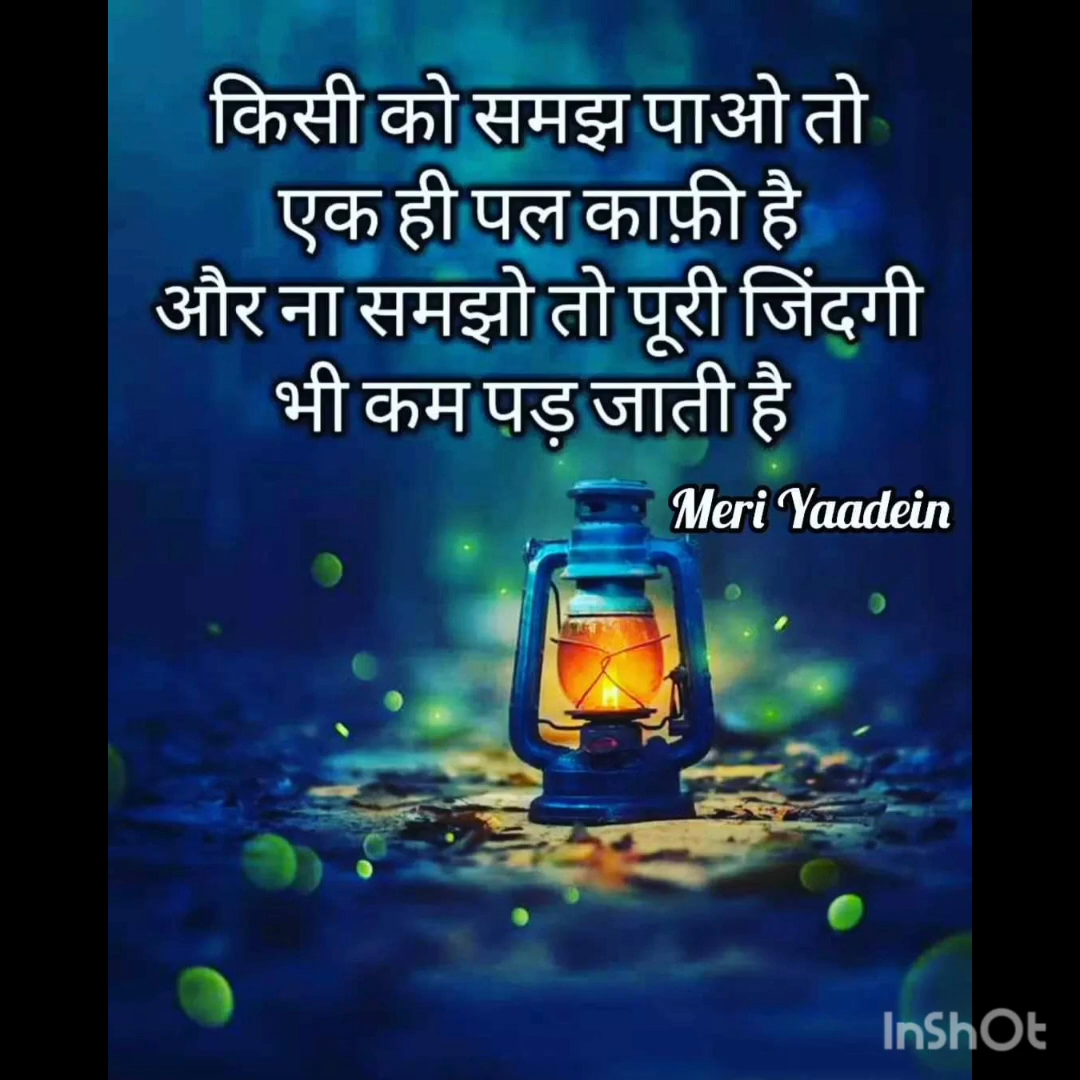 किसी को समझ पाओ तो
एक ही पल काफ़ी है
और ना समझो तो पूरी जिंदगी
भी कम पड़ जाती है
Meri Yaadein
InShOt